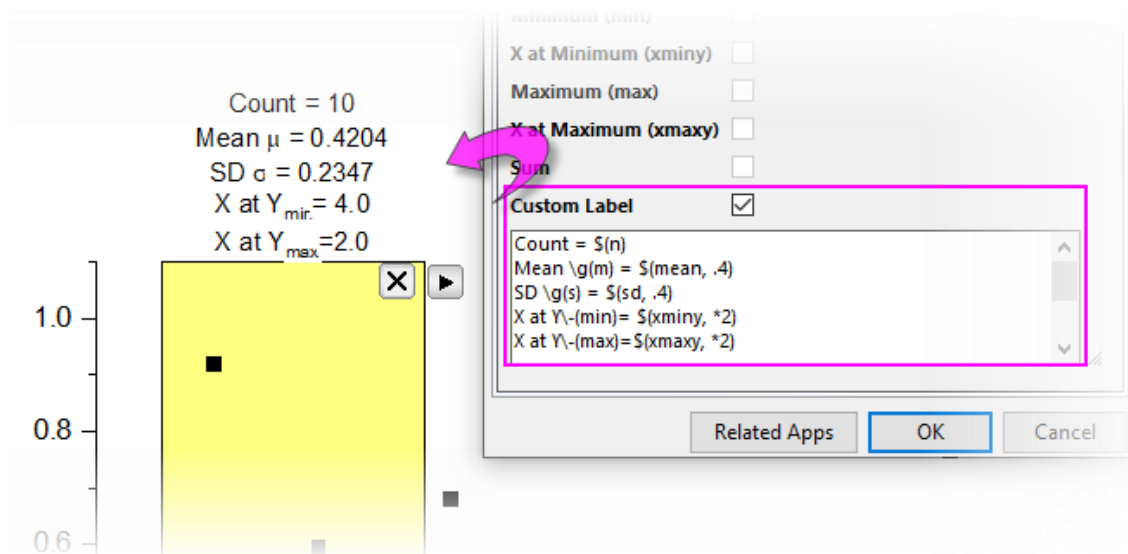 Minimum (min)
X at Minimum (xminy)
Maximum (max)
X at Maximum (xmaxy)
Sum
Custom Label
Count = $(n)
Mean \g(m) = $(mean, .4)
SD \g(s) = $(sd, .4)
X at Y\-(min)= $(xminy, *2)
X at Y\-(max)=$(xmaxy, *2)
Related Apps
OK
Cancel
Count = 10
Mean μ = 0.4204
SD σ = 0.2347
X at Ymin= 4.0
X at Ymax=2.0
1.0
0.8
0.6